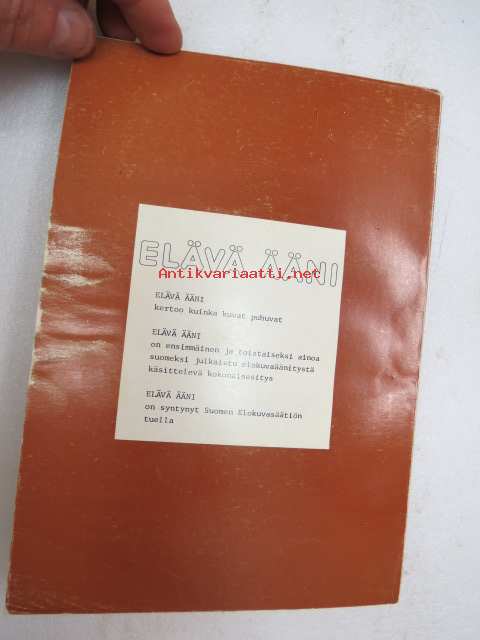 ELÄVÄ ÄÄNI
Antikvariaatti.net
ELÄVÄ ÄÄNI
kertoo kuinka kuvat puhuvat
ELÄVÄ ÄÄNI
on ensimmäinen ja toistaiseksi ainoa
suomeksi julkaistu elokuvaäänitystä
käsittelevä kokonaisesitys
ELÄVÄ ÄÄNI
on syntynyt Suomen Elokuvasäätiön
tuella